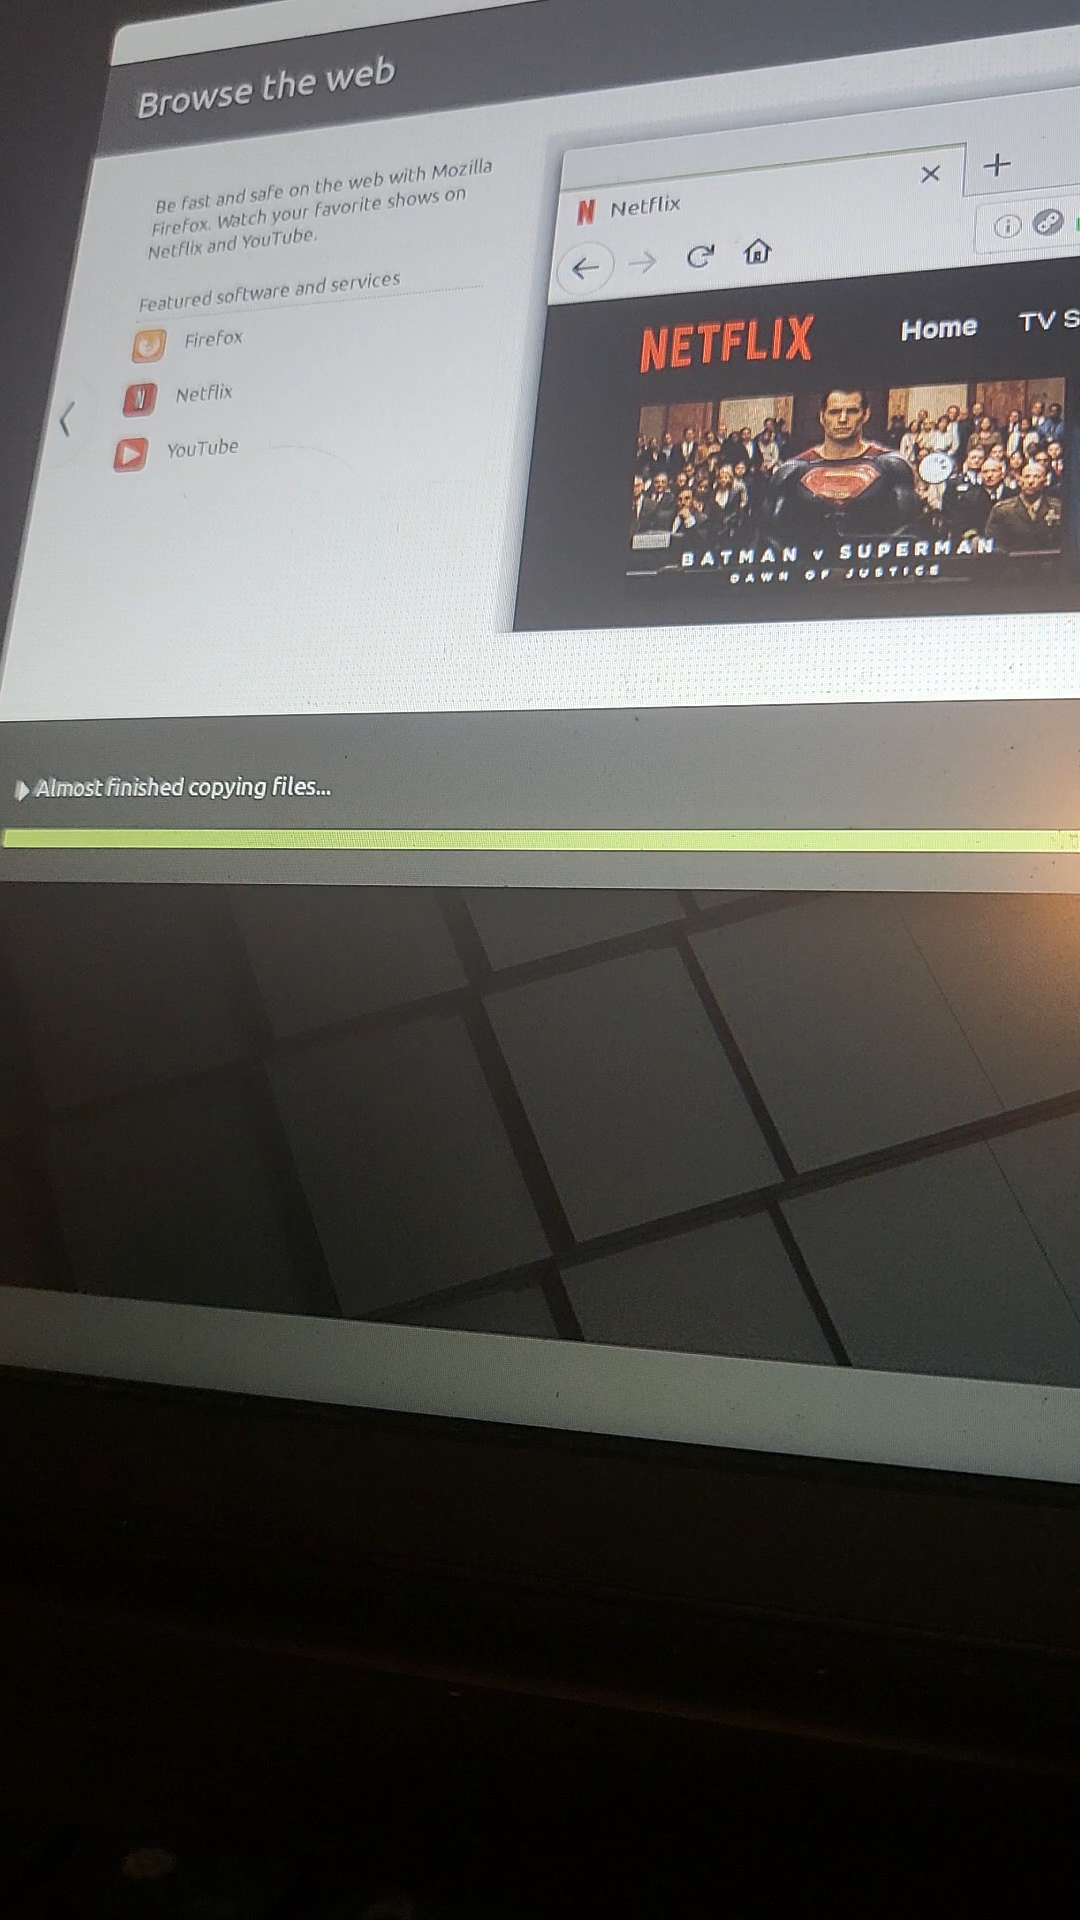 Browse the web
Be fast and safe on the web with Mozilla
Firefox. Watch your favorite shows on
Netflix and YouTube.
Featured software and services
Firefox
Netflix
YouTube
N Netflix
NETFLIX Home TV S
BATMAN v SUPERMAN
DAWN OF JUSTICE
Almost finished copying files...